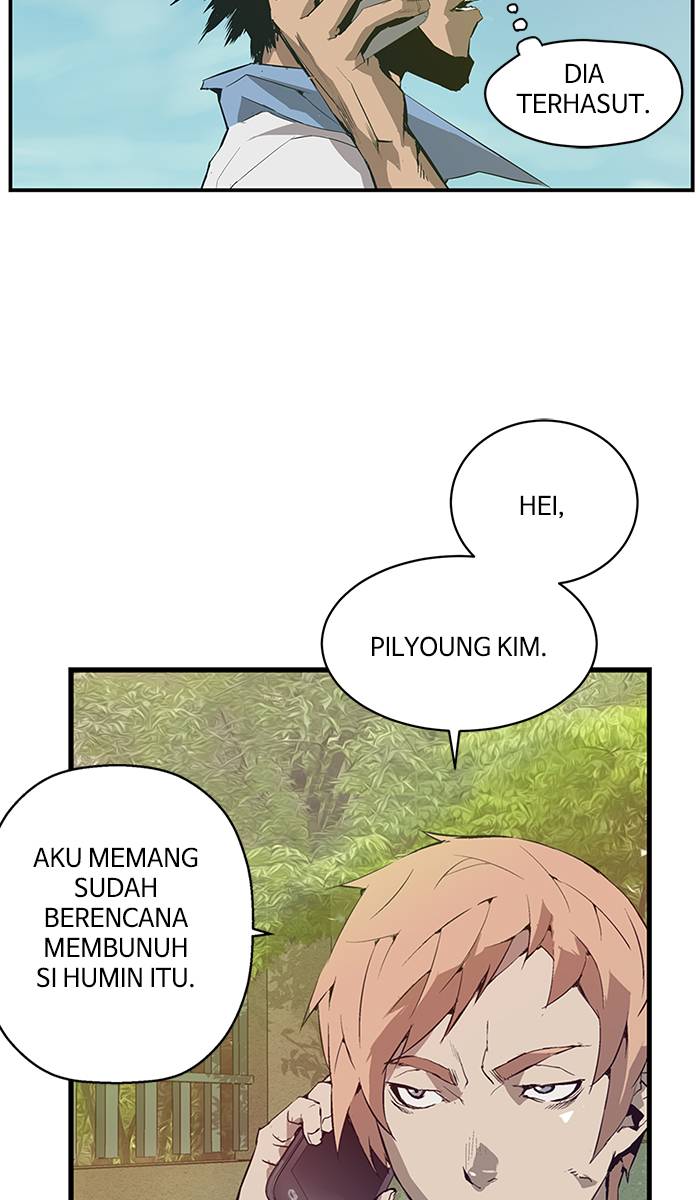 DIA
TERHASUT.
HEI,
PILYOUNG KIM.
AKU MEMANG
SUDAH
BERENCANA
MEMBUNUH
SI HUMIN ITU.